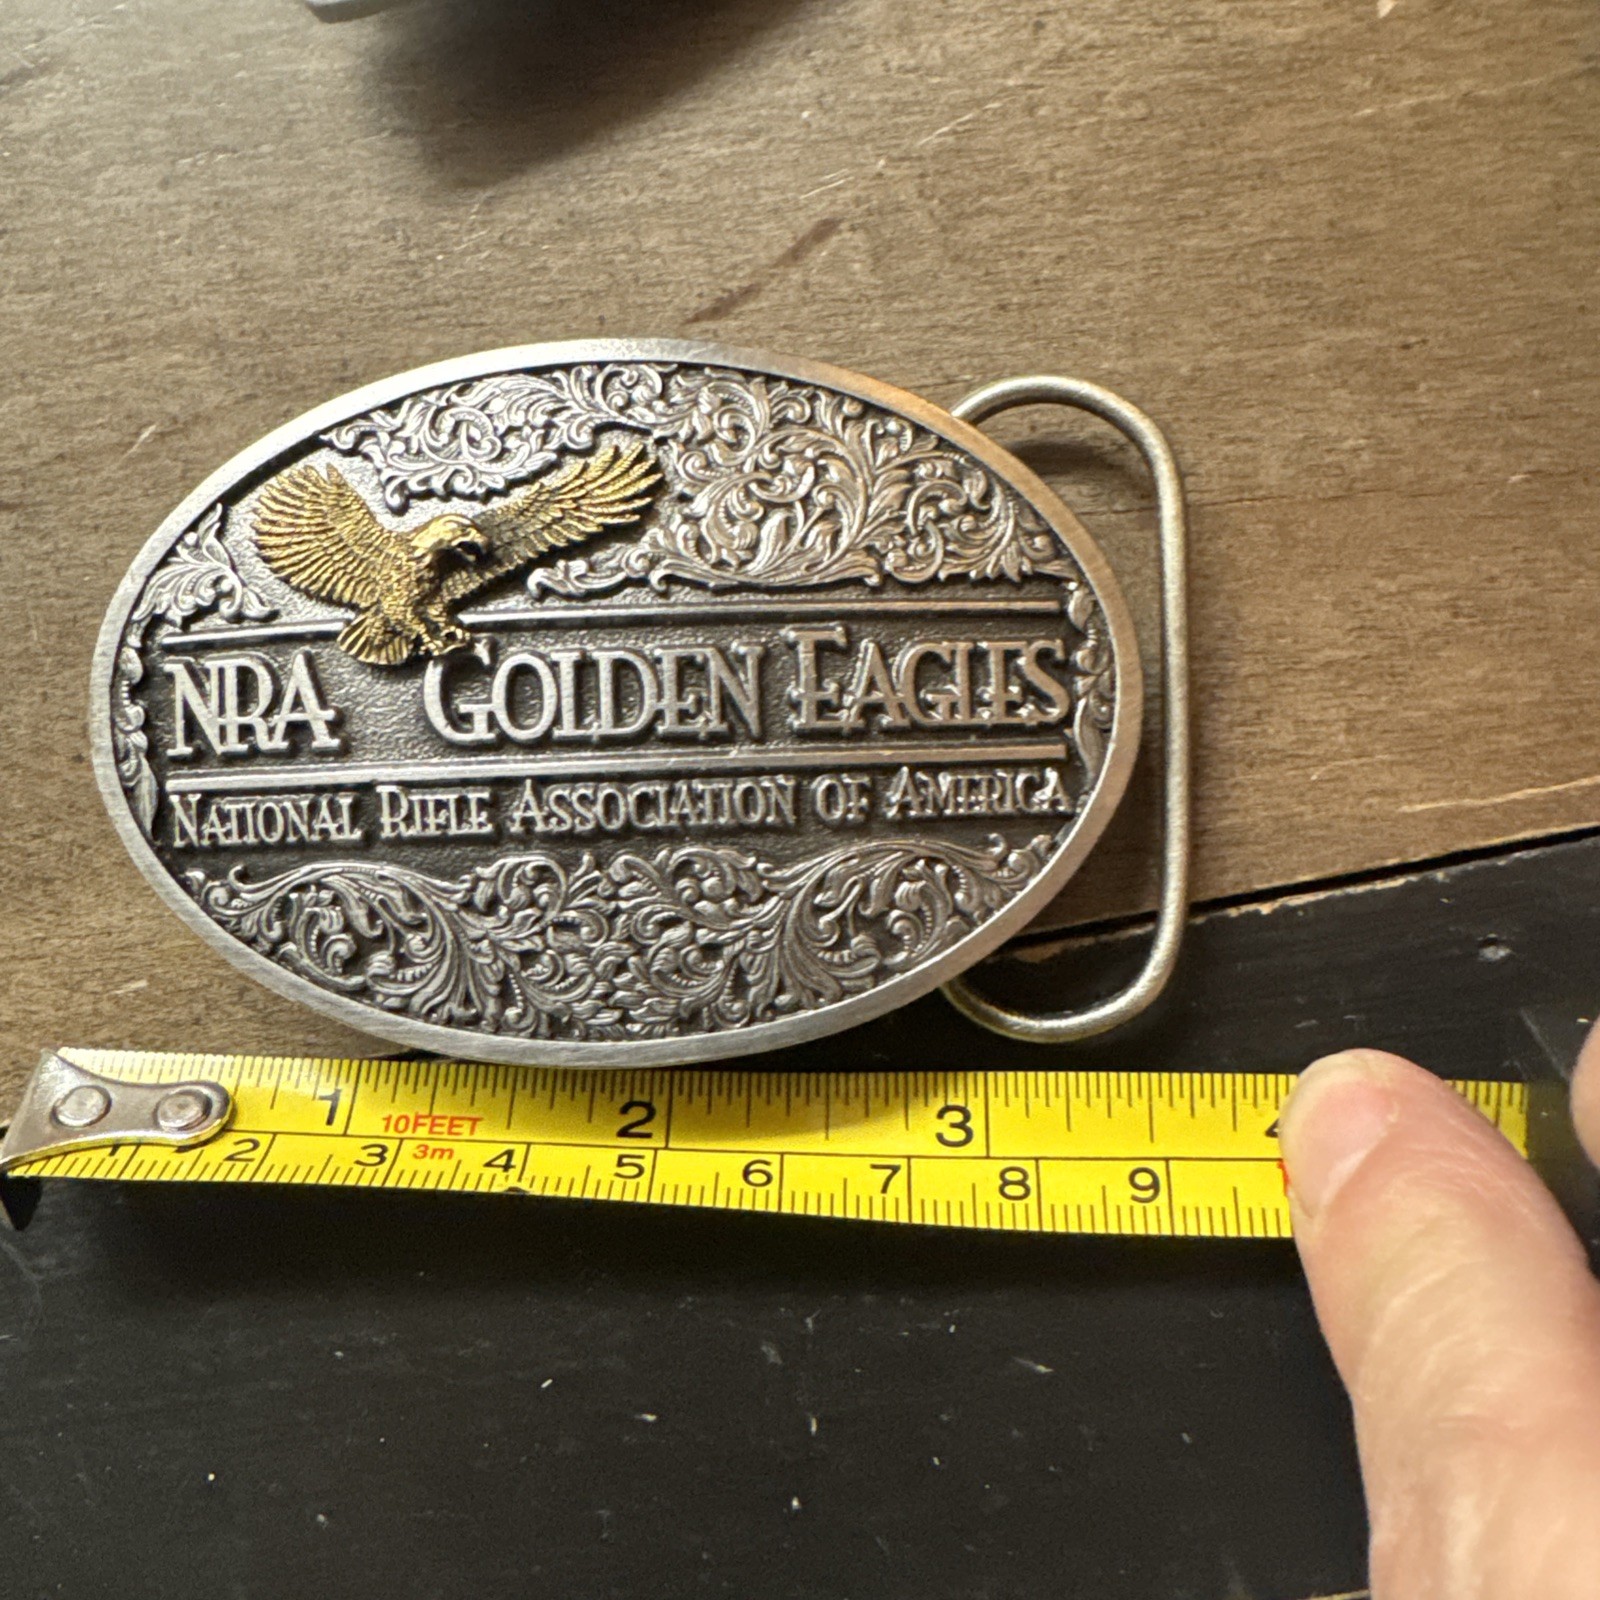 NRA GOLDEN EAGLES
NATIONAL RIFLE ASSOCIATION OF AMERICA
1 10FEET 2 3 4
1 2 3 3m 4 5 6 7 8 9